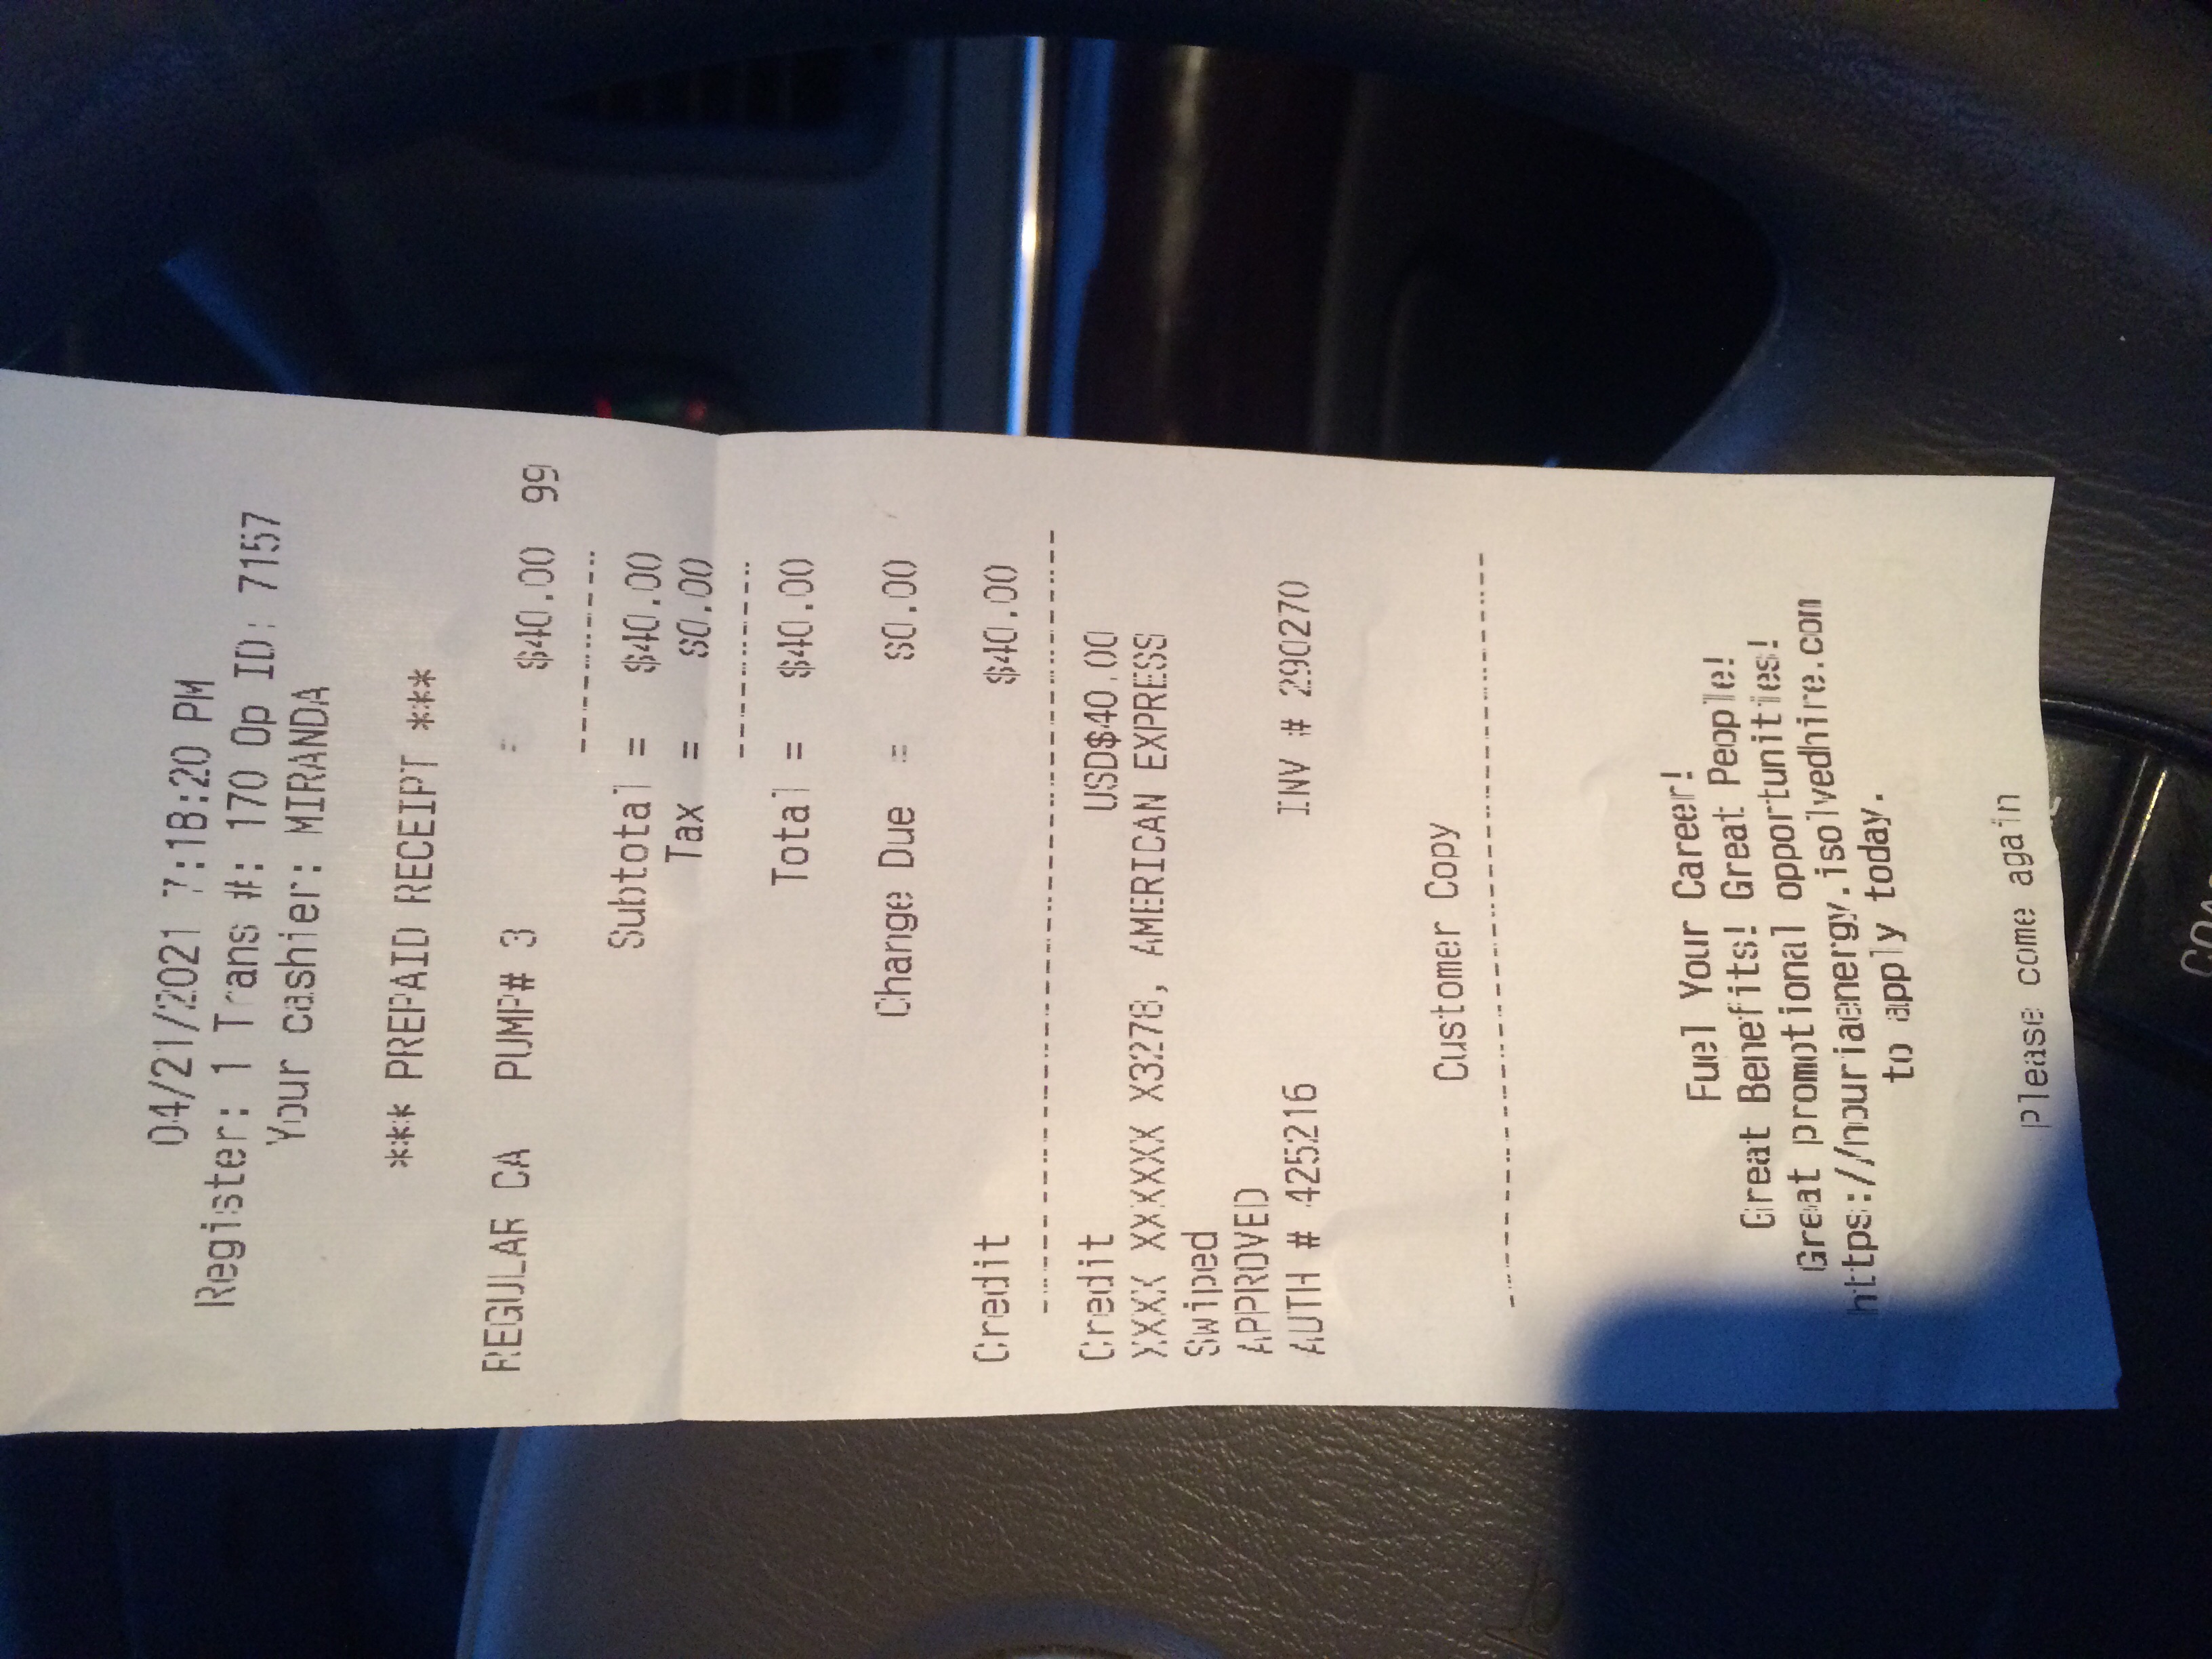 04/21/2021 7:18:20 PM
Register: 1 Trans #: 170 Op ID: 7157
Your cashier: MIRANDA
*** PREPAID RECEIPT ***
REGULAR CA PUMP# 3 = $40.00 99
Subtotal = $40.00
Tax = $0.00
Total = $40.00
Change Due = $0.00
Credit $40.00
Credit USD$40.00
XXXX XXXXXX X3278, AMERICAN EXPRESS
Swiped
APPROVED
AUTH # 425216 INV # 290270
Customer Copy
Fuel Your Career!
Great Benefits! Great People!
Great promotional opportunities!
https://nouriaenergy.isolvedhire.com
to apply today.
Please come again